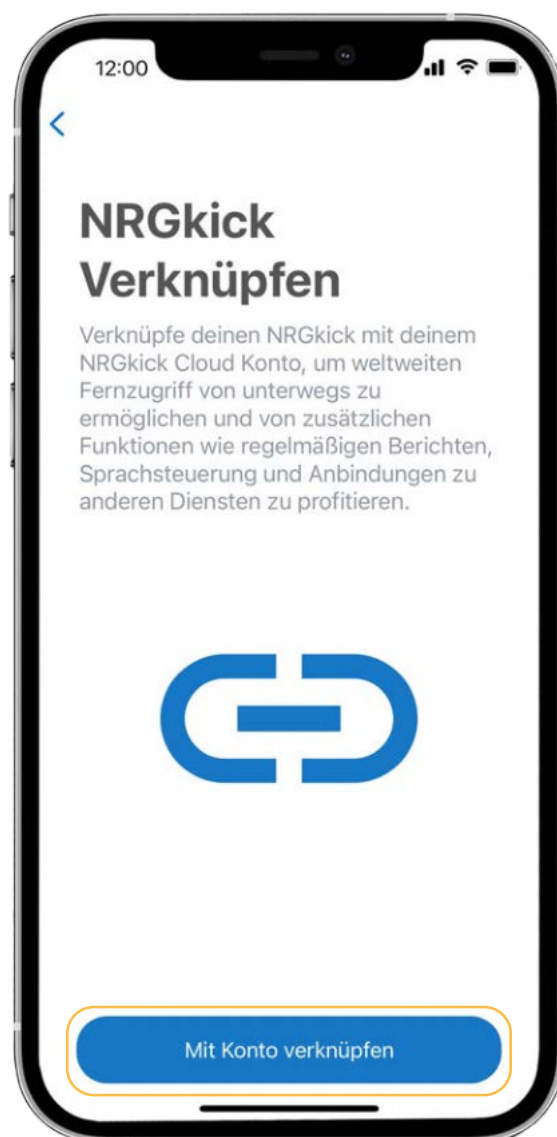 12:00
NRGkick
Verknüpfen
Verknüpfe deinen NRGkick mit deinem
NRGkick Cloud Konto, um weltweiten
Fernzugriff von unterwegs zu
ermöglichen und von zusätzlichen
Funktionen wie regelmäßigen Berichten,
Sprachsteuerung und Anbindungen zu
anderen Diensten zu profitieren.
Mit Konto verknüpfen